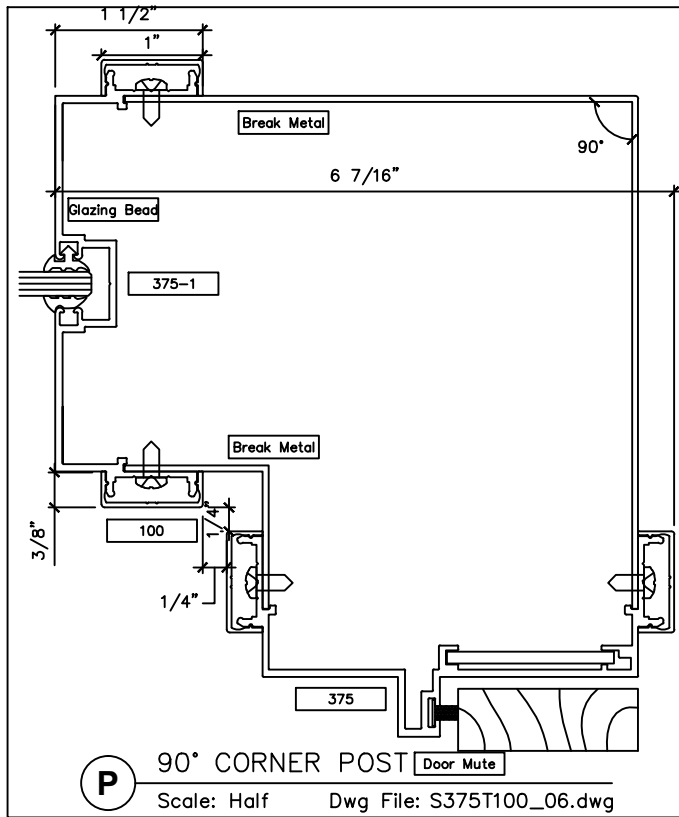 1 1/2"
1"
Break Metal
90°
6 7/16"
Glazing Bead
375-1
Break Metal
100
1/4"
3/8"
1/4"
375
P
90° CORNER POST
Door Mute
Scale: Half Dwg File: S375T100_06.dwg